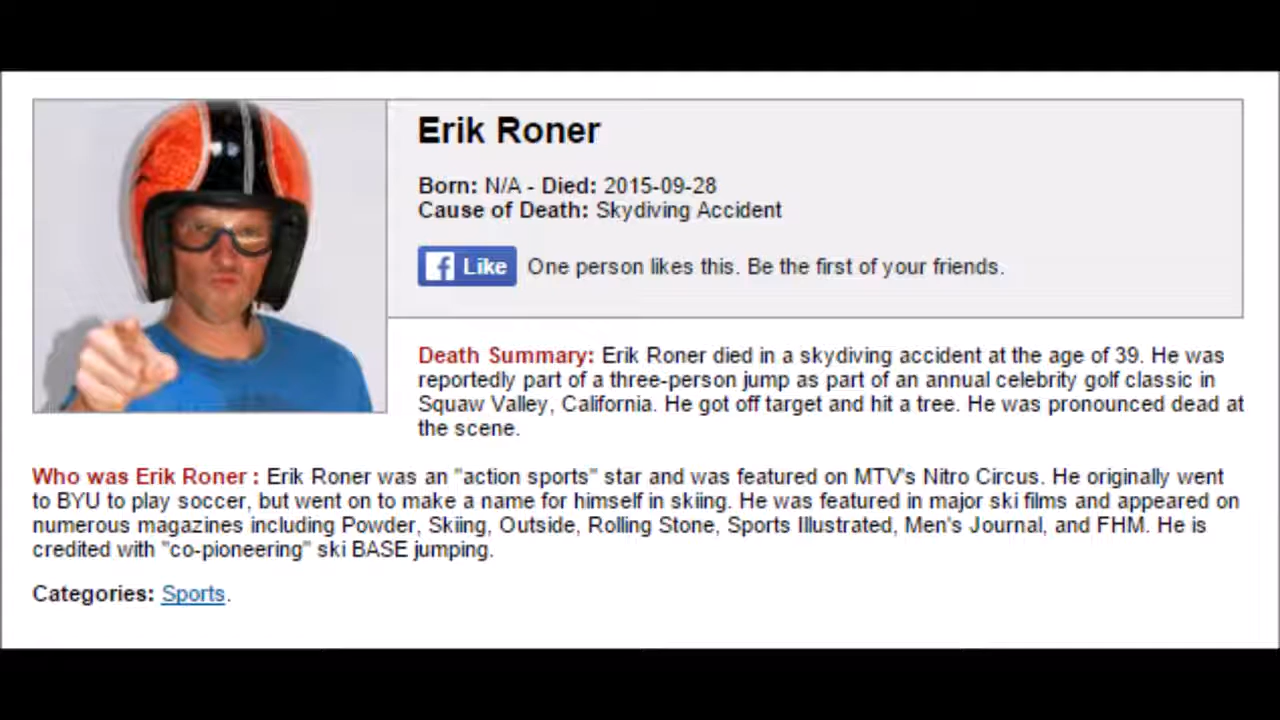 Erik Roner
Born: N/A - Died: 2015-09-28
Cause of Death: Skydiving Accident
f Like One person likes this. Be the first of your friends.
Death Summary: Erik Roner died in a skydiving accident at the age of 39. He was
reportedly part of a three-person jump as part of an annual celebrity golf classic in
Squaw Valley, California. He got off target and hit a tree. He was pronounced dead at
the scene.
Who was Erik Roner : Erik Roner was an "action sports" star and was featured on MTV's Nitro Circus. He originally went
to BYU to play soccer, but went on to make a name for himself in skiing. He was featured in major ski films and appeared on
numerous magazines including Powder, Skiing, Outside, Rolling Stone, Sports Illustrated, Men's Journal, and FHM. He is
credited with "co-pioneering" ski BASE jumping.
Categories: Sports.